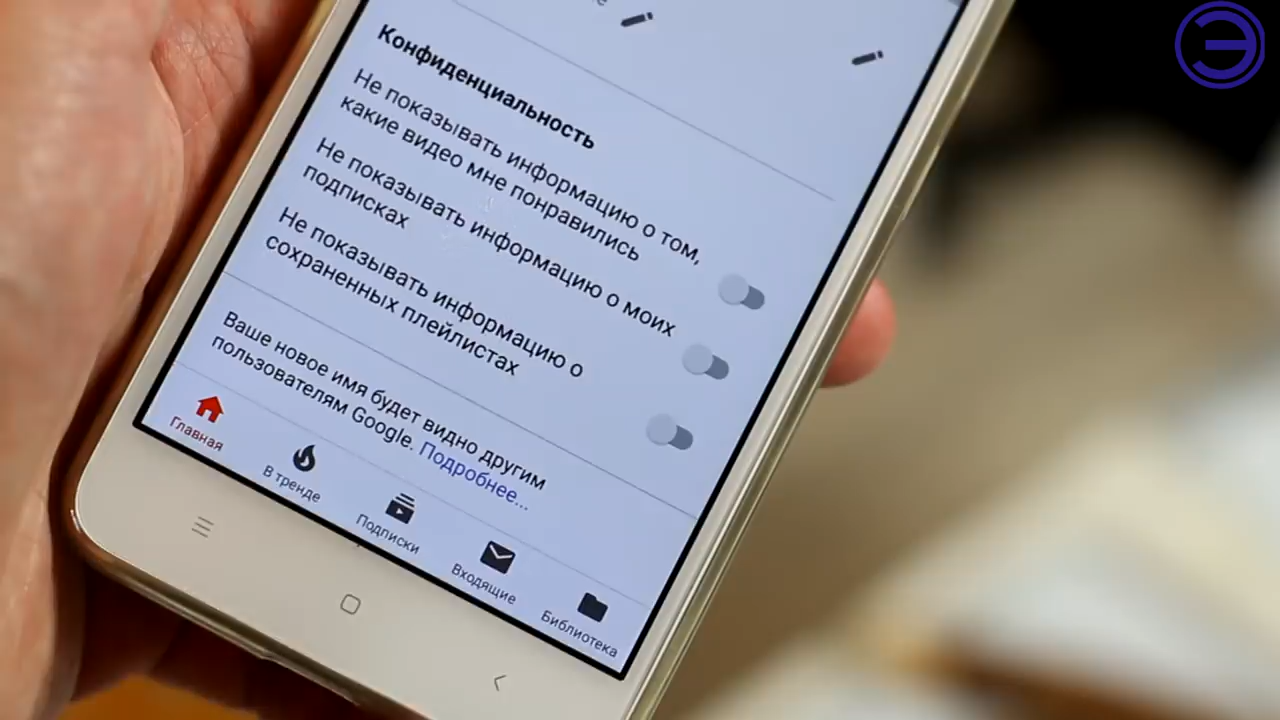 Конфиденциальность
Не показывать информацию о том,
какие видео мне понравились
Не показывать информацию о моих
подписках
Не показывать информацию о
сохраненных плейлистах
Ваше новое имя будет видно другим
пользователям Google. Подробнее...
Главная
В тренде
Подписки
Входящие
Библиотека
Э